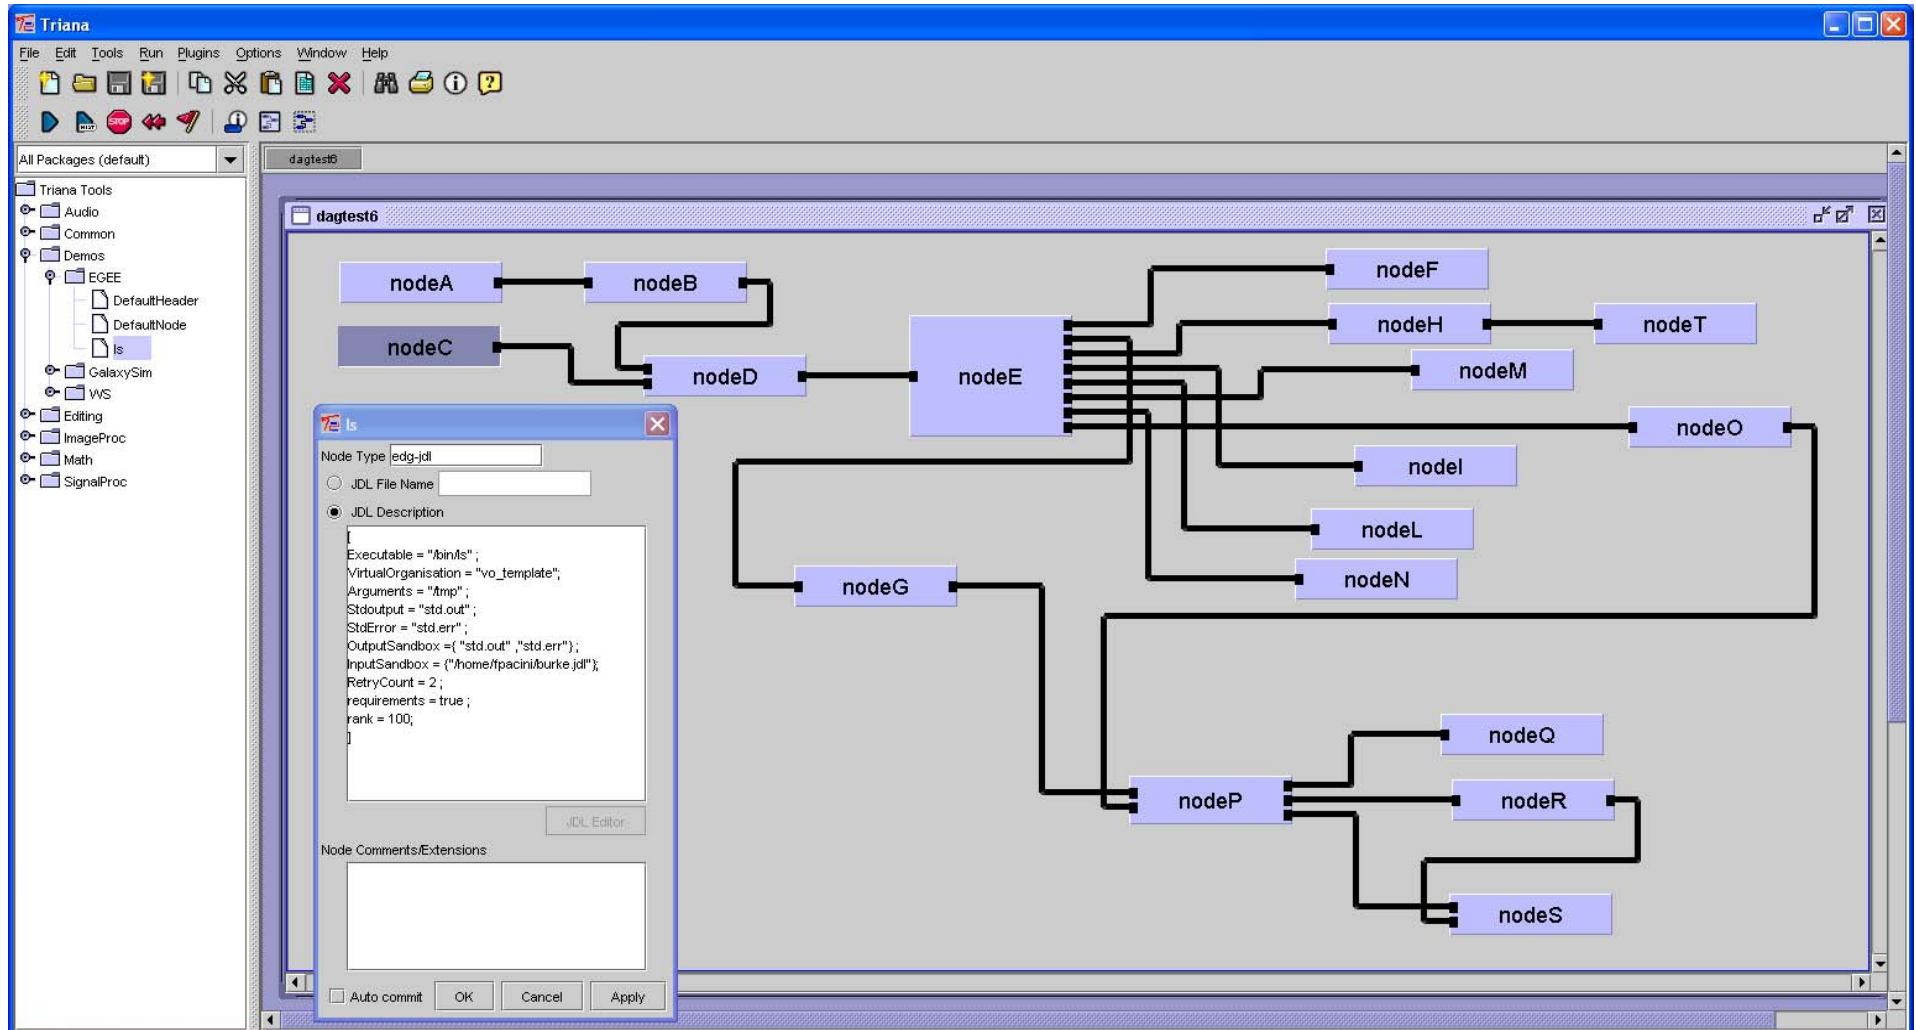 Triana
File Edit Tools Run Plugins Options Window Help
STOP
HIST
All Packages (default)
Triana Tools
Audio
Common
Demos
EGEE
DefaultHeader
DefaultNode
ls
GalaxySim
WS
Editing
ImageProc
Math
SignalProc
dagtest6
dagtest6
nodeA
nodeB
nodeC
nodeD
nodeE
nodeF
nodeH
nodeT
nodeM
nodeO
nodeI
nodeL
nodeN
nodeG
nodeP
nodeQ
nodeR
nodeS
ls
Node Type edg-jdl
JDL File Name
JDL Description
[
Executable = "/bin/ls" ;
VirtualOrganisation = "vo_template";
Arguments = "/tmp" ;
Stdoutput = "std.out" ;
StdError = "std.err" ;
OutputSandbox ={ "std.out" ,"std.err"} ;
InputSandbox = {"/home/fpacini/burke.jdl"};
RetryCount = 2 ;
requirements = true ;
rank = 100;
]
JDL Editor
Node Comments/Extensions
Auto commit
OK
Cancel
Apply